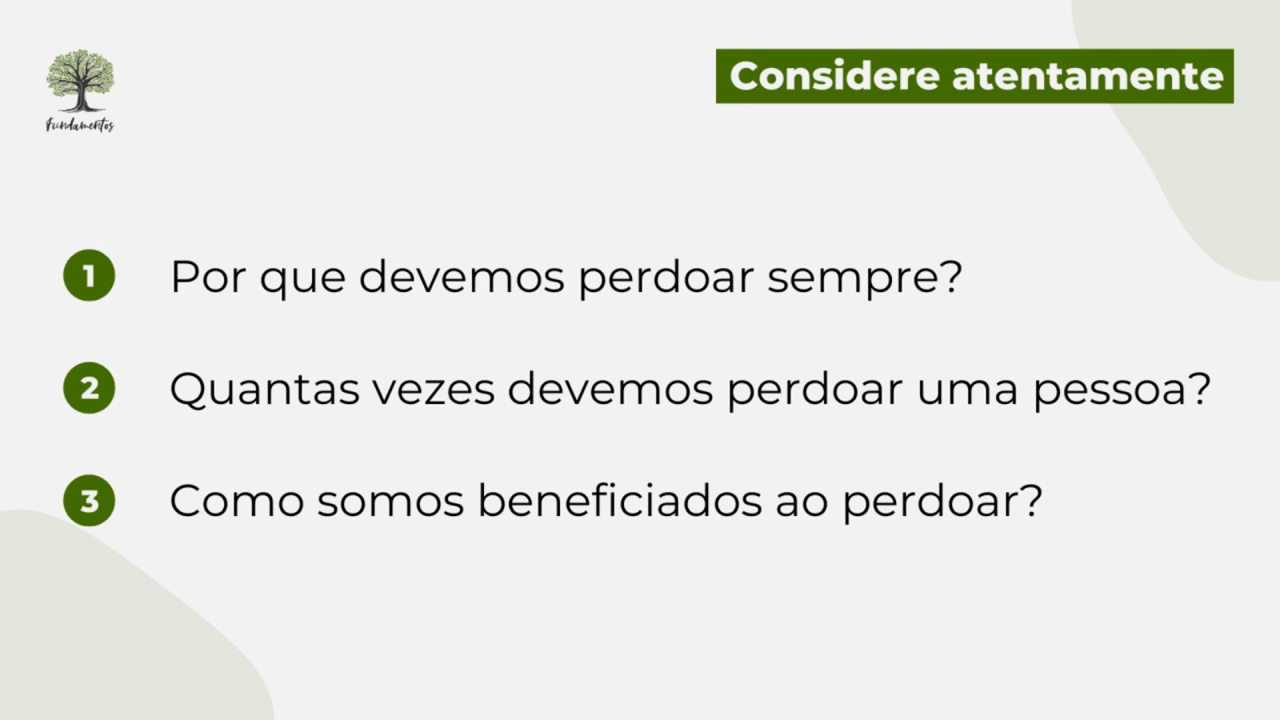 Fundamentos
Considere atentamente
1 Por que devemos perdoar sempre?
2 Quantas vezes devemos perdoar uma pessoa?
3 Como somos beneficiados ao perdoar?